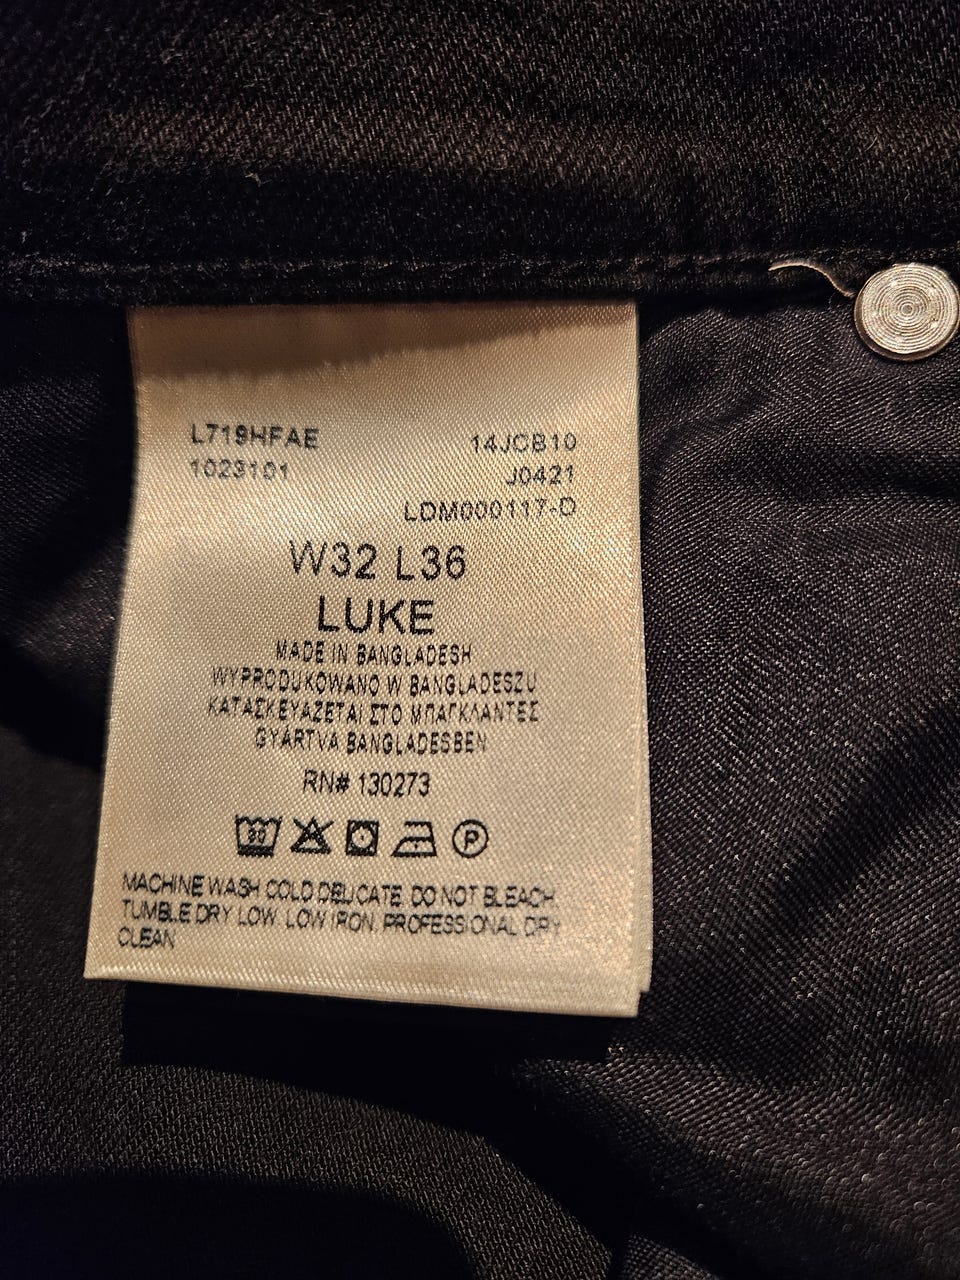 L719HFAE
1023101
14JCB10
J0421
LDM000117-D
W32 L36
LUKE
MADE IN BANGLADESH
WYPRODUKOWANO W BANGLADESZU
ΚΑΤΑΣΚΕΥΑΖΕΤΑΙ ΣΤΟ ΜΠΑΓΚΛΑΝΤΕΣ
GYÁRTVA BANGLADESBEN
RN# 130273
30
P
MACHINE WASH COLD DELICATE. DO NOT BLEACH.
TUMBLE DRY LOW. LOW IRON. PROFESSIONAL DRY
CLEAN